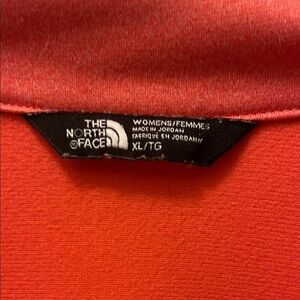 THE
NORTH
FACE
WOMENS/FEMMES
MADE IN JORDAN
FABRIQUÉ EN JORDANIE
XL/TG